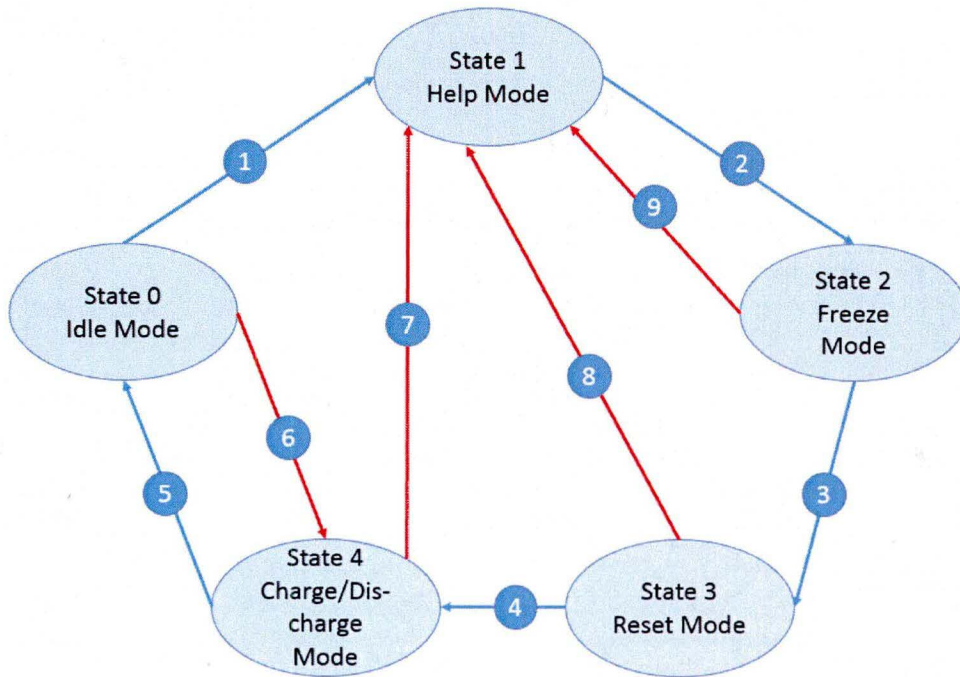 State 1
Help Mode
1
2
9
State 0
Idle Mode
State 2
Freeze
Mode
7
8
6
5
3
State 4
Charge/Dis-
charge
Mode
4
State 3
Reset Mode